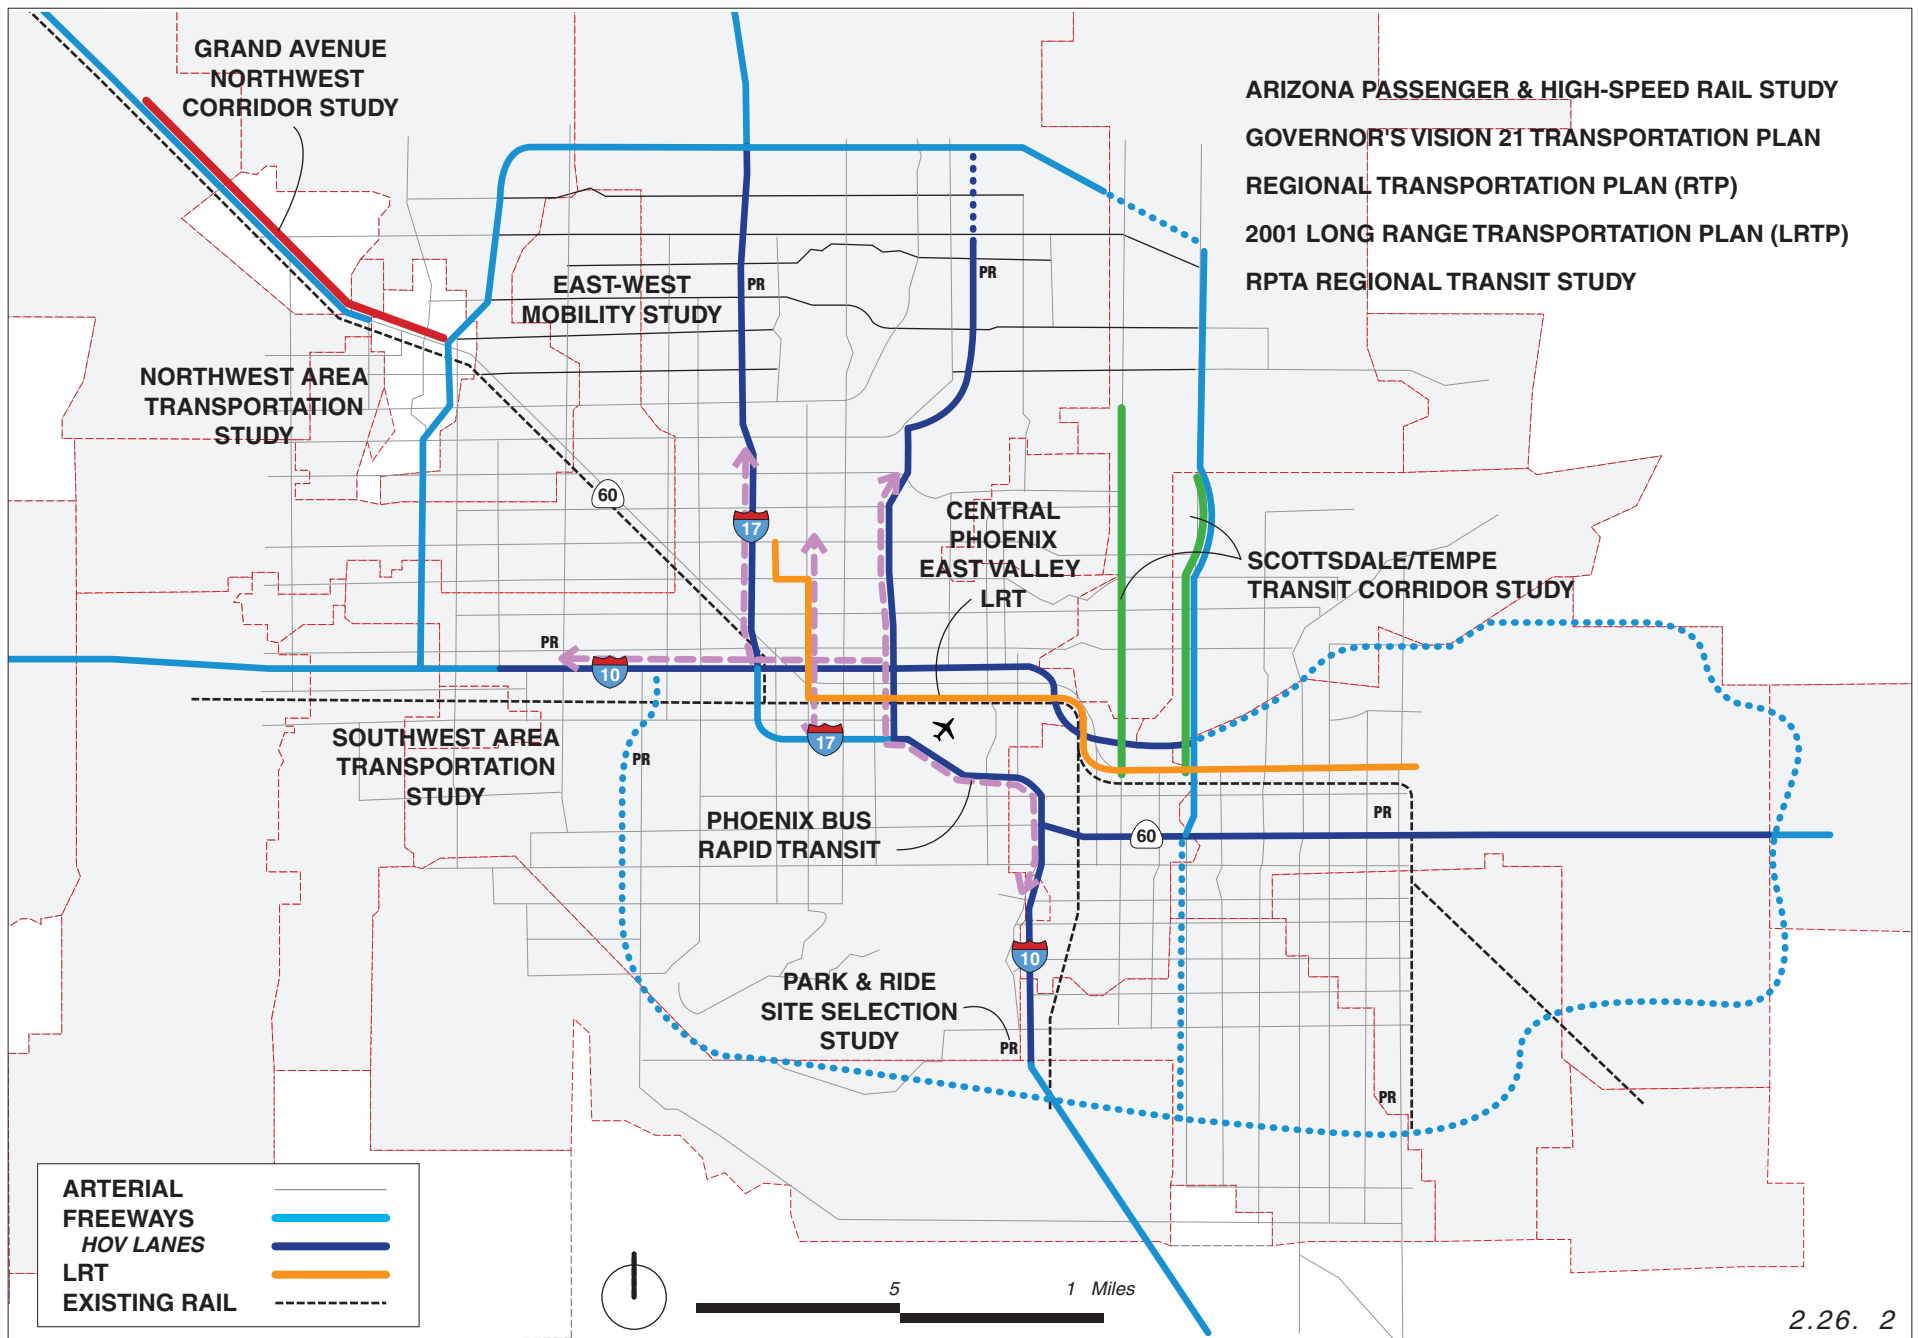 GRAND AVENUE
NORTHWEST
CORRIDOR STUDY
ARIZONA PASSENGER & HIGH-SPEED RAIL STUDY
GOVERNOR'S VISION 21 TRANSPORTATION PLAN
REGIONAL TRANSPORTATION PLAN (RTP)
2001 LONG RANGE TRANSPORTATION PLAN (LRTP)
RPTA REGIONAL TRANSIT STUDY
PR
PR
EAST-WEST
MOBILITY STUDY
NORTHWEST AREA
TRANSPORTATION
STUDY
60
17
CENTRAL
PHOENIX
EAST VALLEY
LRT
SCOTTSDALE/TEMPE
TRANSIT CORRIDOR STUDY
PR
10
17
SOUTHWEST AREA
TRANSPORTATION
STUDY
PR
PHOENIX BUS
RAPID TRANSIT
PR
60
10
PARK & RIDE
SITE SELECTION
STUDY
PR
PR
ARTERIAL
FREEWAYS
HOV LANES
LRT
EXISTING RAIL
5
1 Miles
2.26. 2